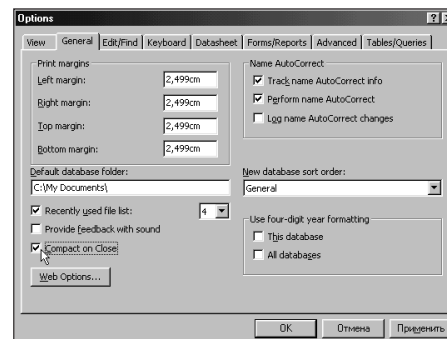 Options
View General Edit/Find Keyboard Datasheet Forms/Reports Advanced Tables/Queries
Print margins
Left margin: 2,499cm
Right margin: 2,499cm
Top margin: 2,499cm
Bottom margin: 2,499cm
Name AutoCorrect
Track name AutoCorrect info
Perform name AutoCorrect
Log name AutoCorrect changes
Default database folder:
C:\My Documents\
New database sort order:
General
Recently used file list: 4
Provide feedback with sound
Compact on Close
Web Options...
Use four-digit year formatting
This database
All databases
OK Отмена Применить